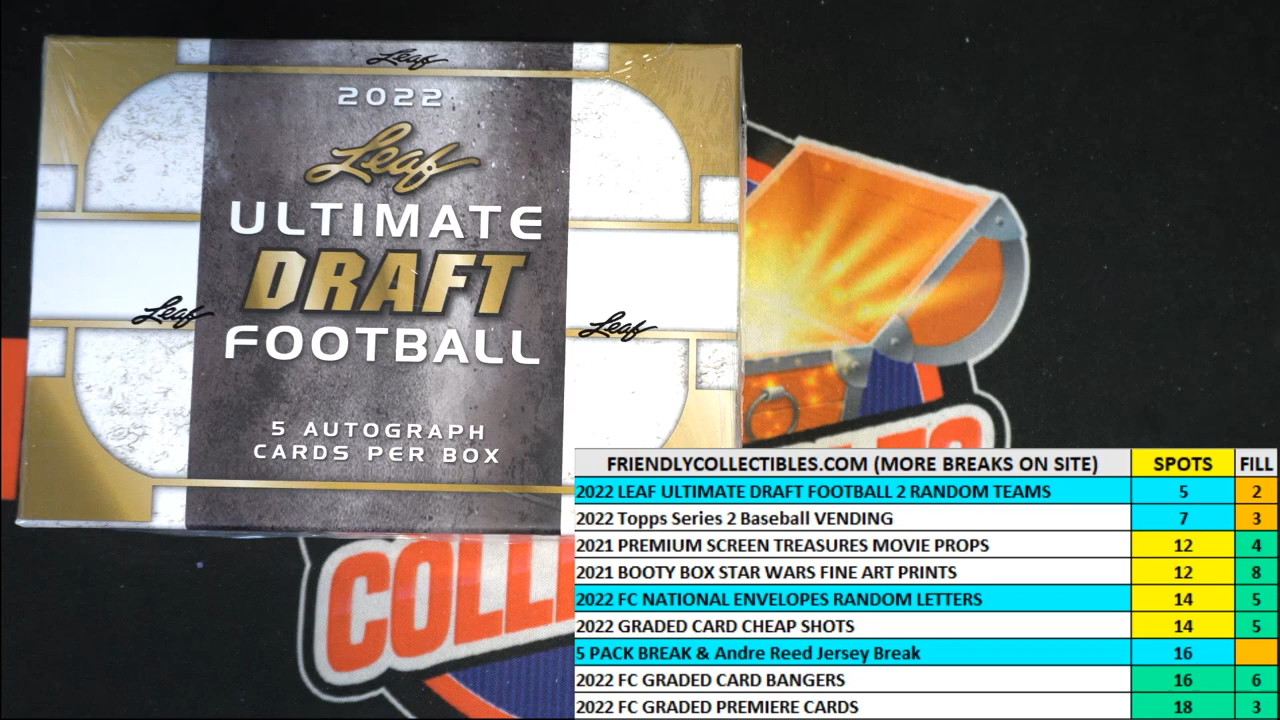 Leaf
2022
Leaf
ULTIMATE
DRAFT
FOOTBALL
Leaf
Leaf
5 AUTOGRAPH
CARDS PER BOX
COLL
FRIENDLYCOLLECTIBLES.COM (MORE BREAKS ON SITE) SPOTS FILL
2022 LEAF ULTIMATE DRAFT FOOTBALL 2 RANDOM TEAMS 5 2
2022 Topps Series 2 Baseball VENDING 7 3
2021 PREMIUM SCREEN TREASURES MOVIE PROPS 12 4
2021 BOOTY BOX STAR WARS FINE ART PRINTS 12 8
2022 FC NATIONAL ENVELOPES RANDOM LETTERS 14 5
2022 GRADED CARD CHEAP SHOTS 14 5
5 PACK BREAK & Andre Reed Jersey Break 16
2022 FC GRADED CARD BANGERS 16 6
2022 FC GRADED PREMIERE CARDS 18 3